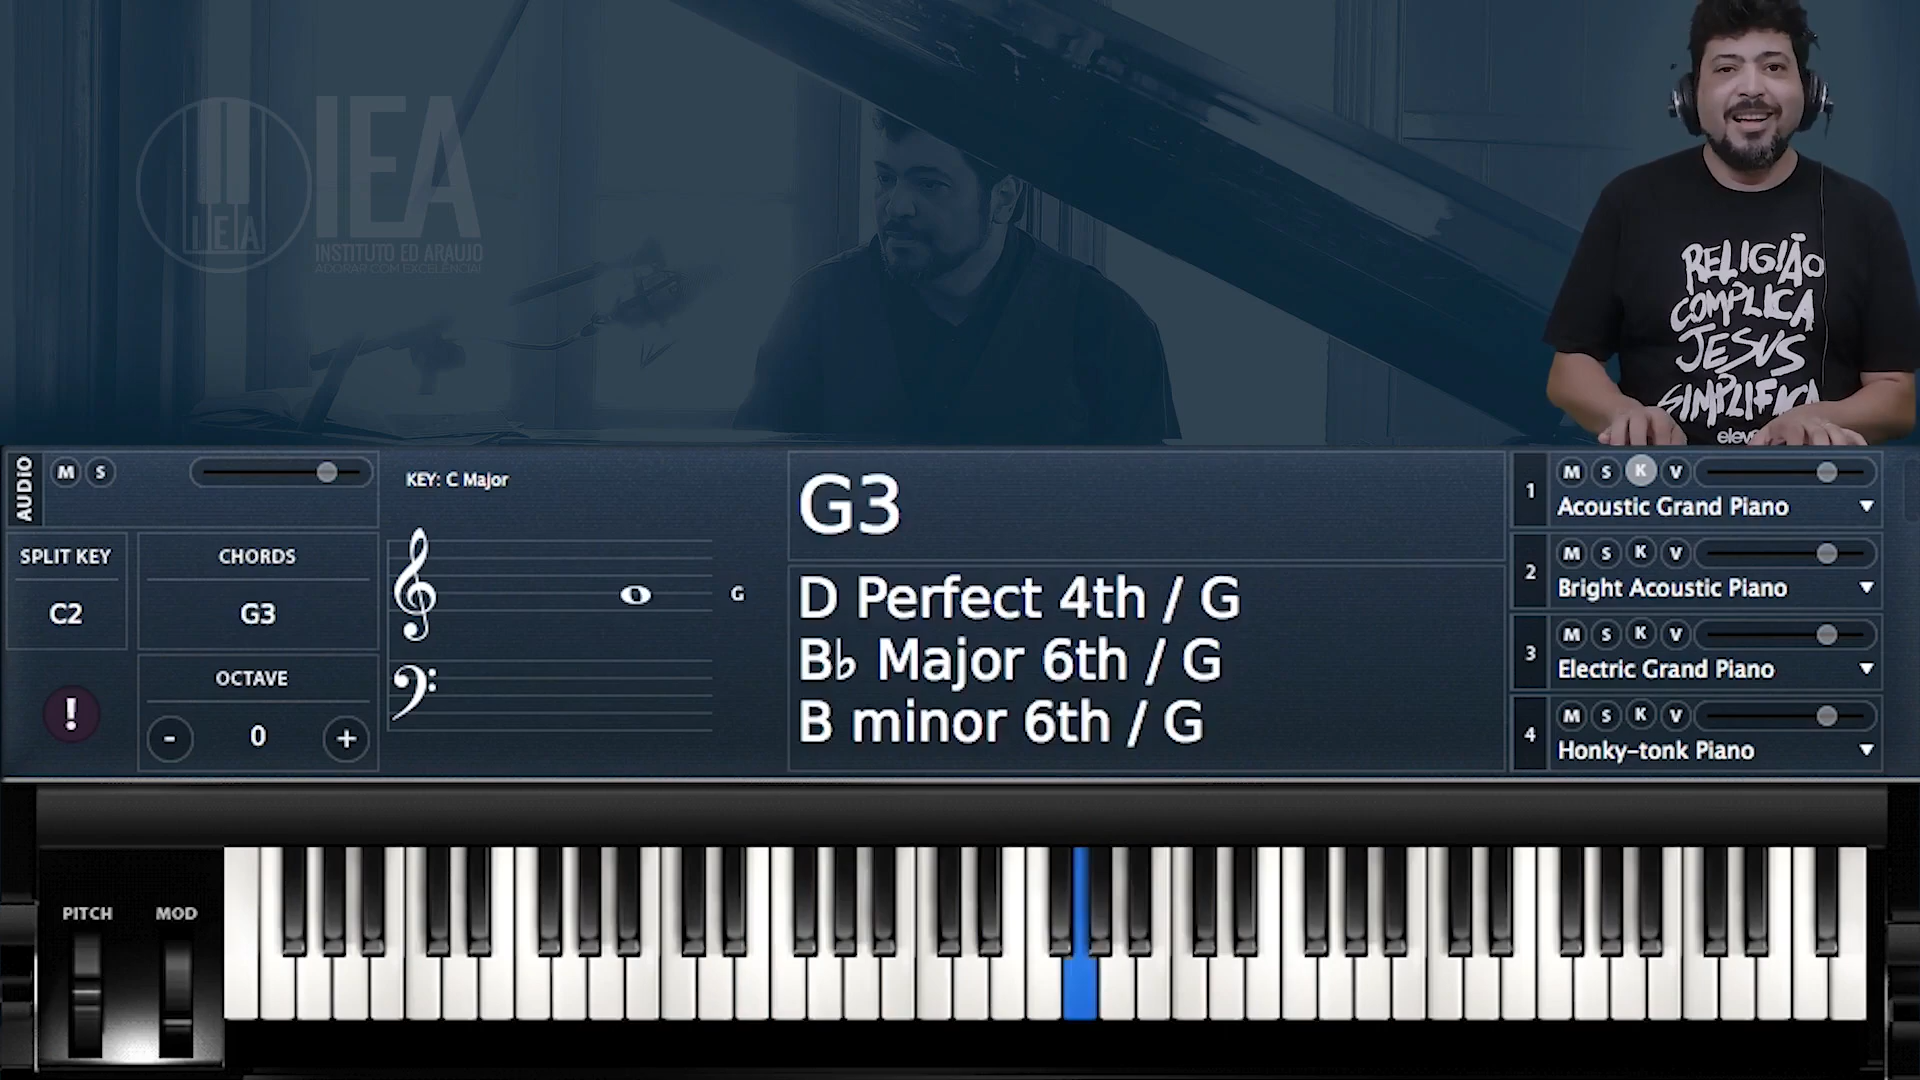 IEA
IEA
INSTITUTO ED ARAUJO
ADORAR COM EXCELÊNCIA!
RELIGIÃO
COMPLICA
JESUS
SIMPLIFICA
AUDIO
M S
KEY: C Major
SPLIT KEY
C2
CHORDS
G3
OCTAVE
- 0 +
!
G
G3
D Perfect 4th / G
B♭ Major 6th / G
B minor 6th / G
1
M S K V
Acoustic Grand Piano
2
M S K V
Bright Acoustic Piano
3
M S K V
Electric Grand Piano
4
M S K V
Honky-tonk Piano
PITCH MOD